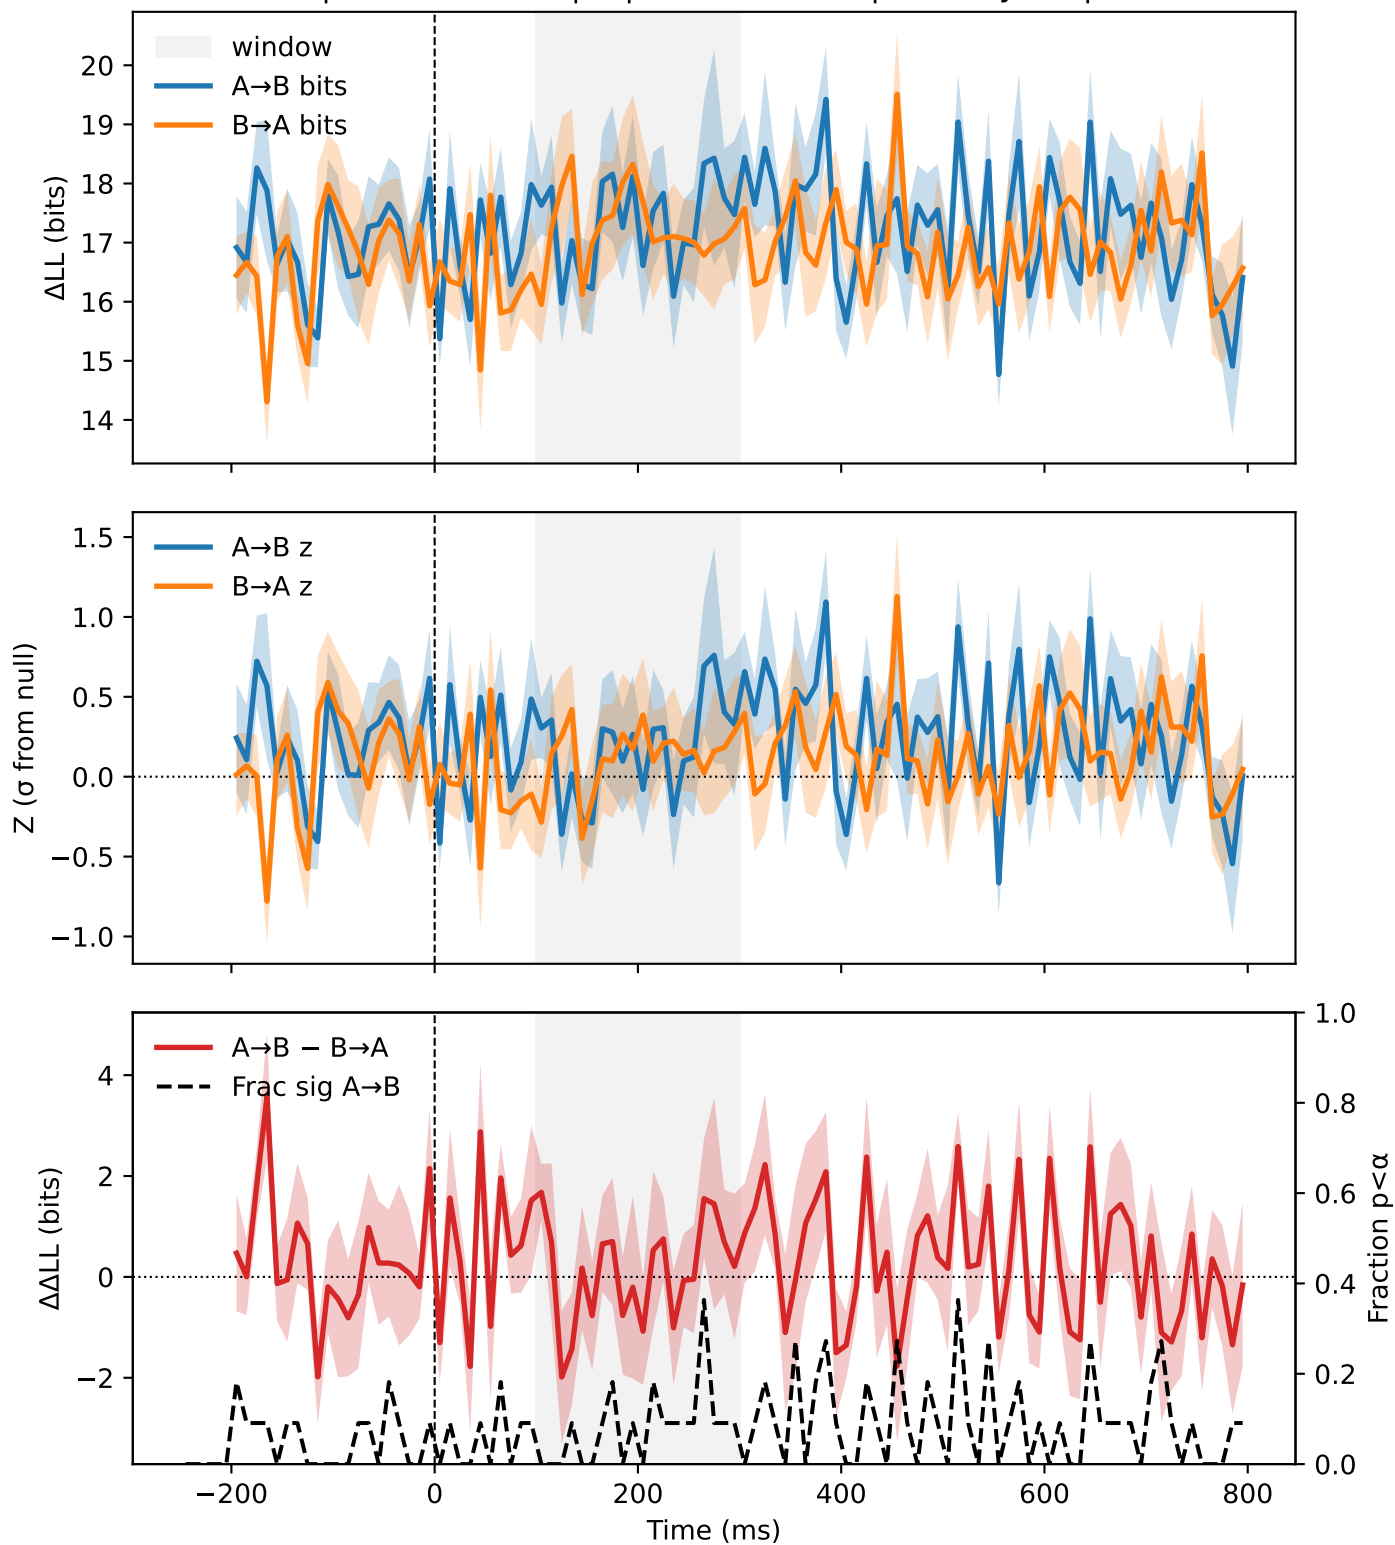 window
A→B bits
B→A bits
20
19
18
17
16
15
14
ΔLL (bits)
A→B z
B→A z
1.5
1.0
0.5
0.0
−0.5
−1.0
Z (σ from null)
A→B − B→A
Frac sig A→B
4
2
0
−2
ΔΔLL (bits)
1.0
0.8
0.6
0.4
0.2
0.0
Fraction p<α
−200 0 200 400 600 800
Time (ms)